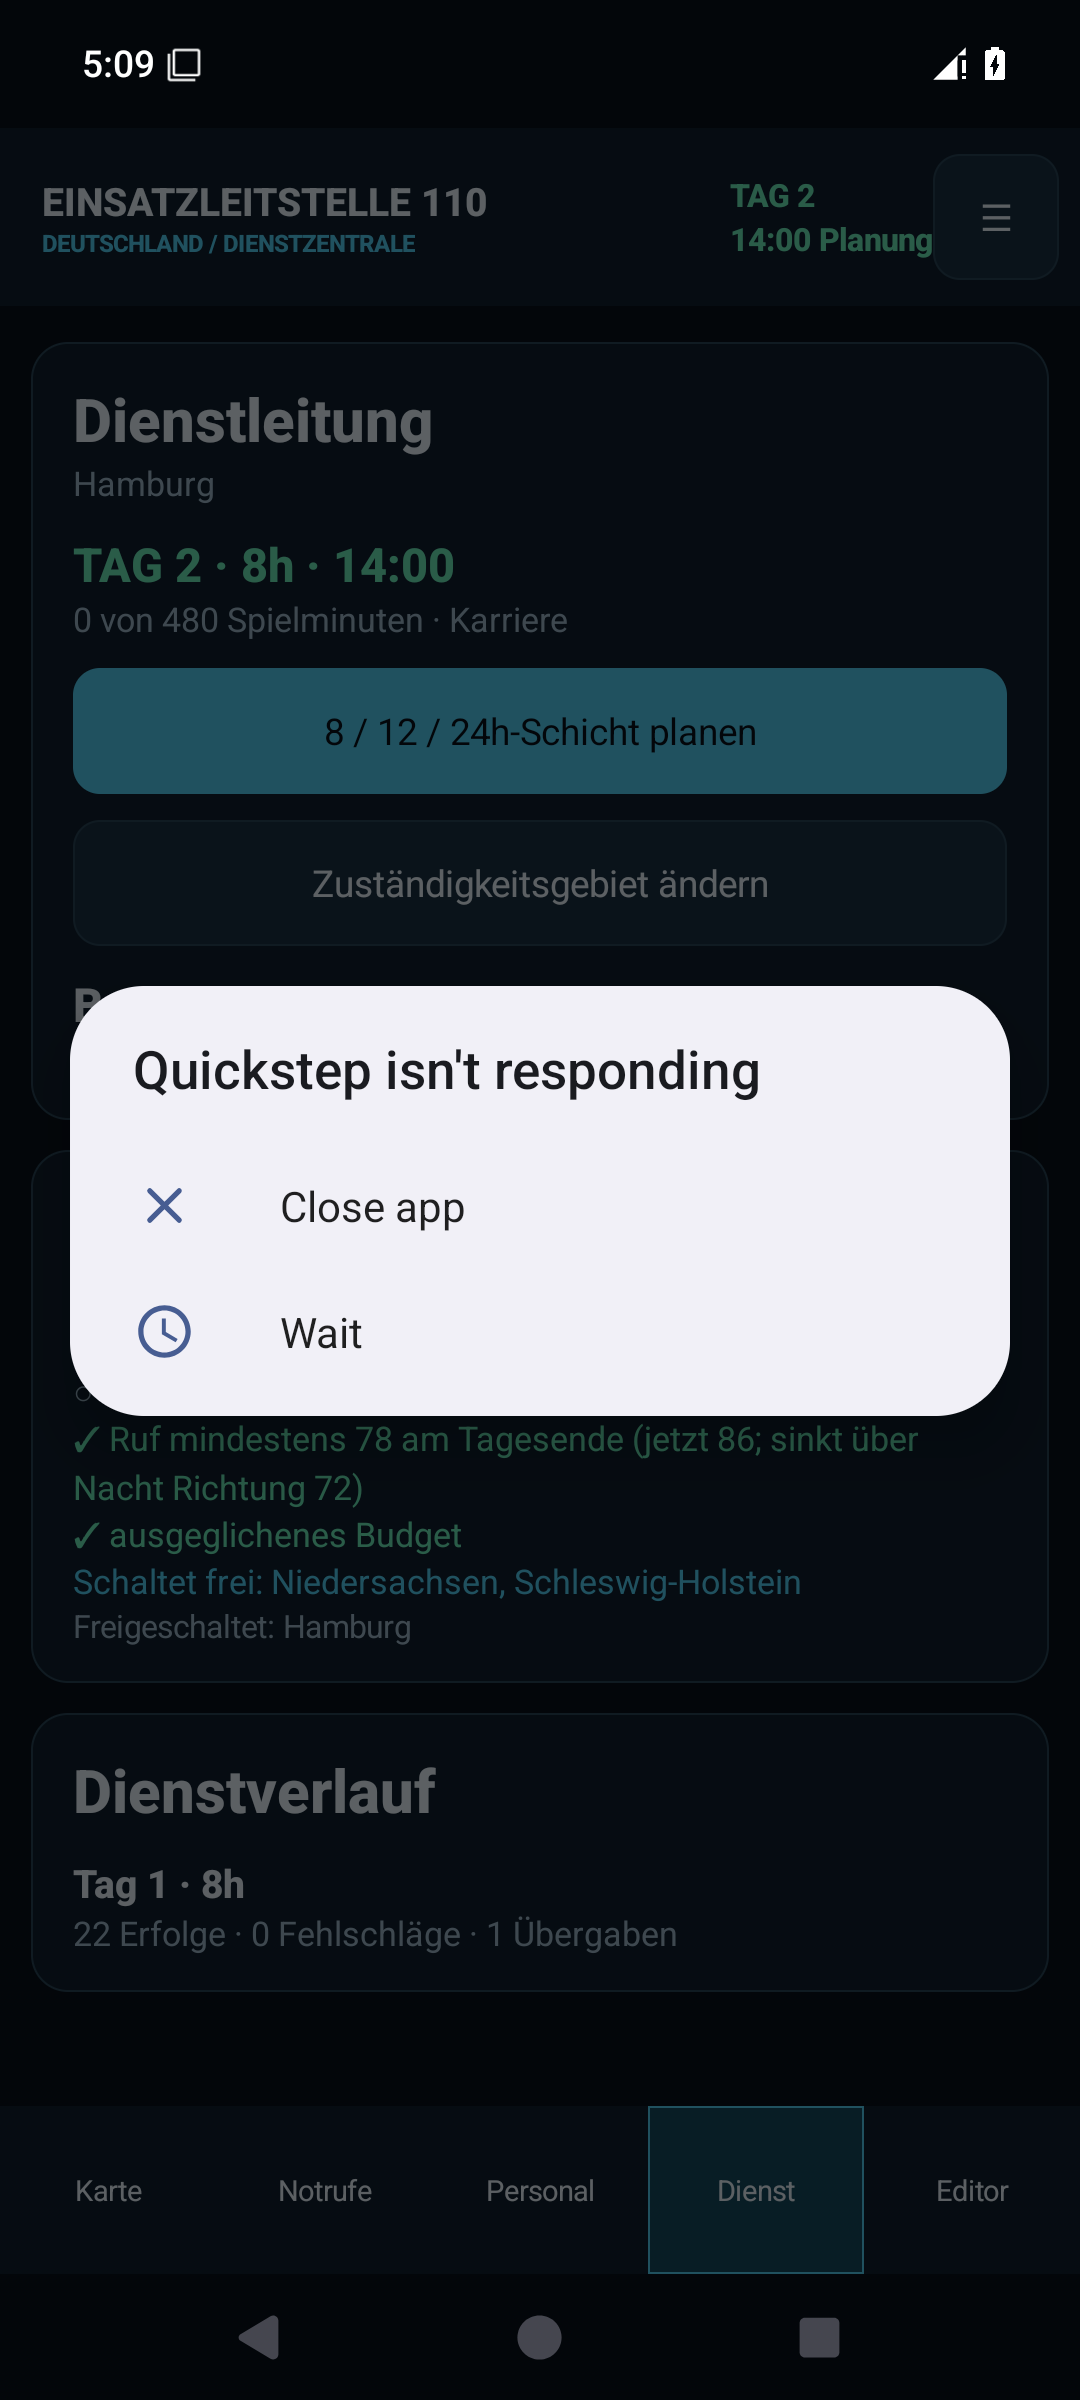 5:09
EINSATZLEITSTELLE 110
DEUTSCHLAND / DIENSTZENTRALE
TAG 2
14:00 Planung
Dienstleitung
Hamburg
TAG 2 · 8h · 14:00
0 von 480 Spielminuten · Karriere
8 / 12 / 24h-Schicht planen
Zuständigkeitsgebiet ändern
Quickstep isn't responding
Close app
Wait
✓ Ruf mindestens 78 am Tagesende (jetzt 86; sinkt über
Nacht Richtung 72)
✓ ausgeglichenes Budget
Schaltet frei: Niedersachsen, Schleswig-Holstein
Freigeschaltet: Hamburg
Dienstverlauf
Tag 1 · 8h
22 Erfolge · 0 Fehlschläge · 1 Übergaben
Karte
Notrufe
Personal
Dienst
Editor